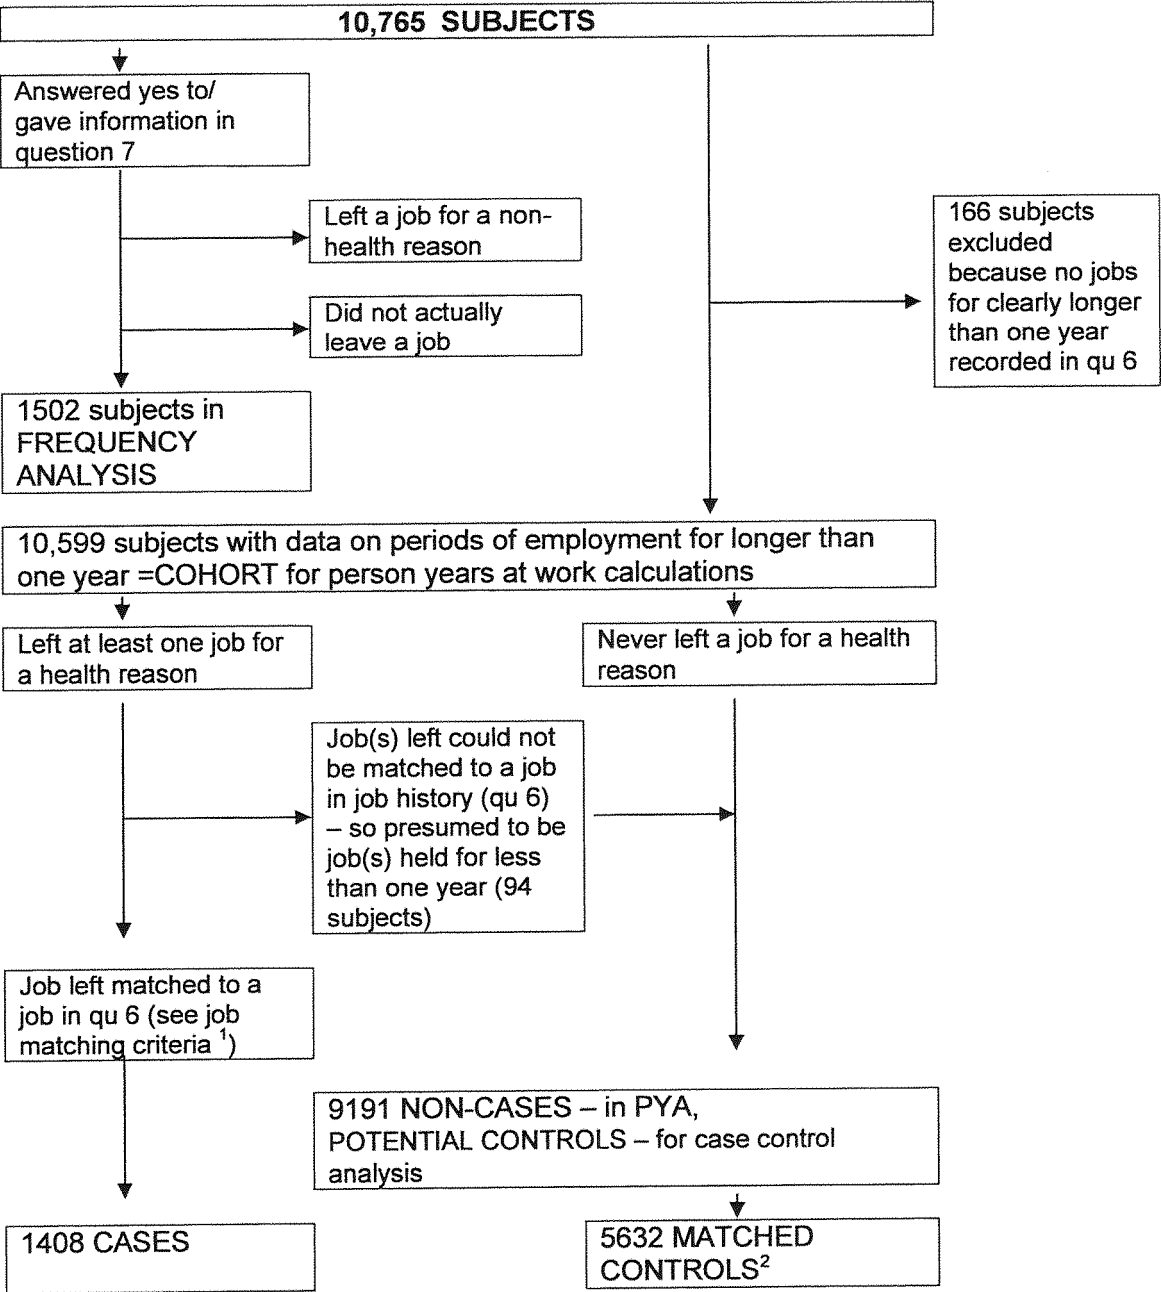 10,765 SUBJECTS
Answered yes to/
gave information in
question 7
Left a job for a non-
health reason
Did not actually
leave a job
166 subjects
excluded
because no jobs
for clearly longer
than one year
recorded in qu 6
1502 subjects in
FREQUENCY
ANALYSIS
10,599 subjects with data on periods of employment for longer than
one year =COHORT for person years at work calculations
Left at least one job for
a health reason
Never left a job for a health
reason
Job(s) left could not
be matched to a job
in job history (qu 6)
– so presumed to be
job(s) held for less
than one year (94
subjects)
Job left matched to a
job in qu 6 (see job
matching criteria ¹)
9191 NON-CASES – in PYA,
POTENTIAL CONTROLS – for case control
analysis
1408 CASES
5632 MATCHED
CONTROLS²